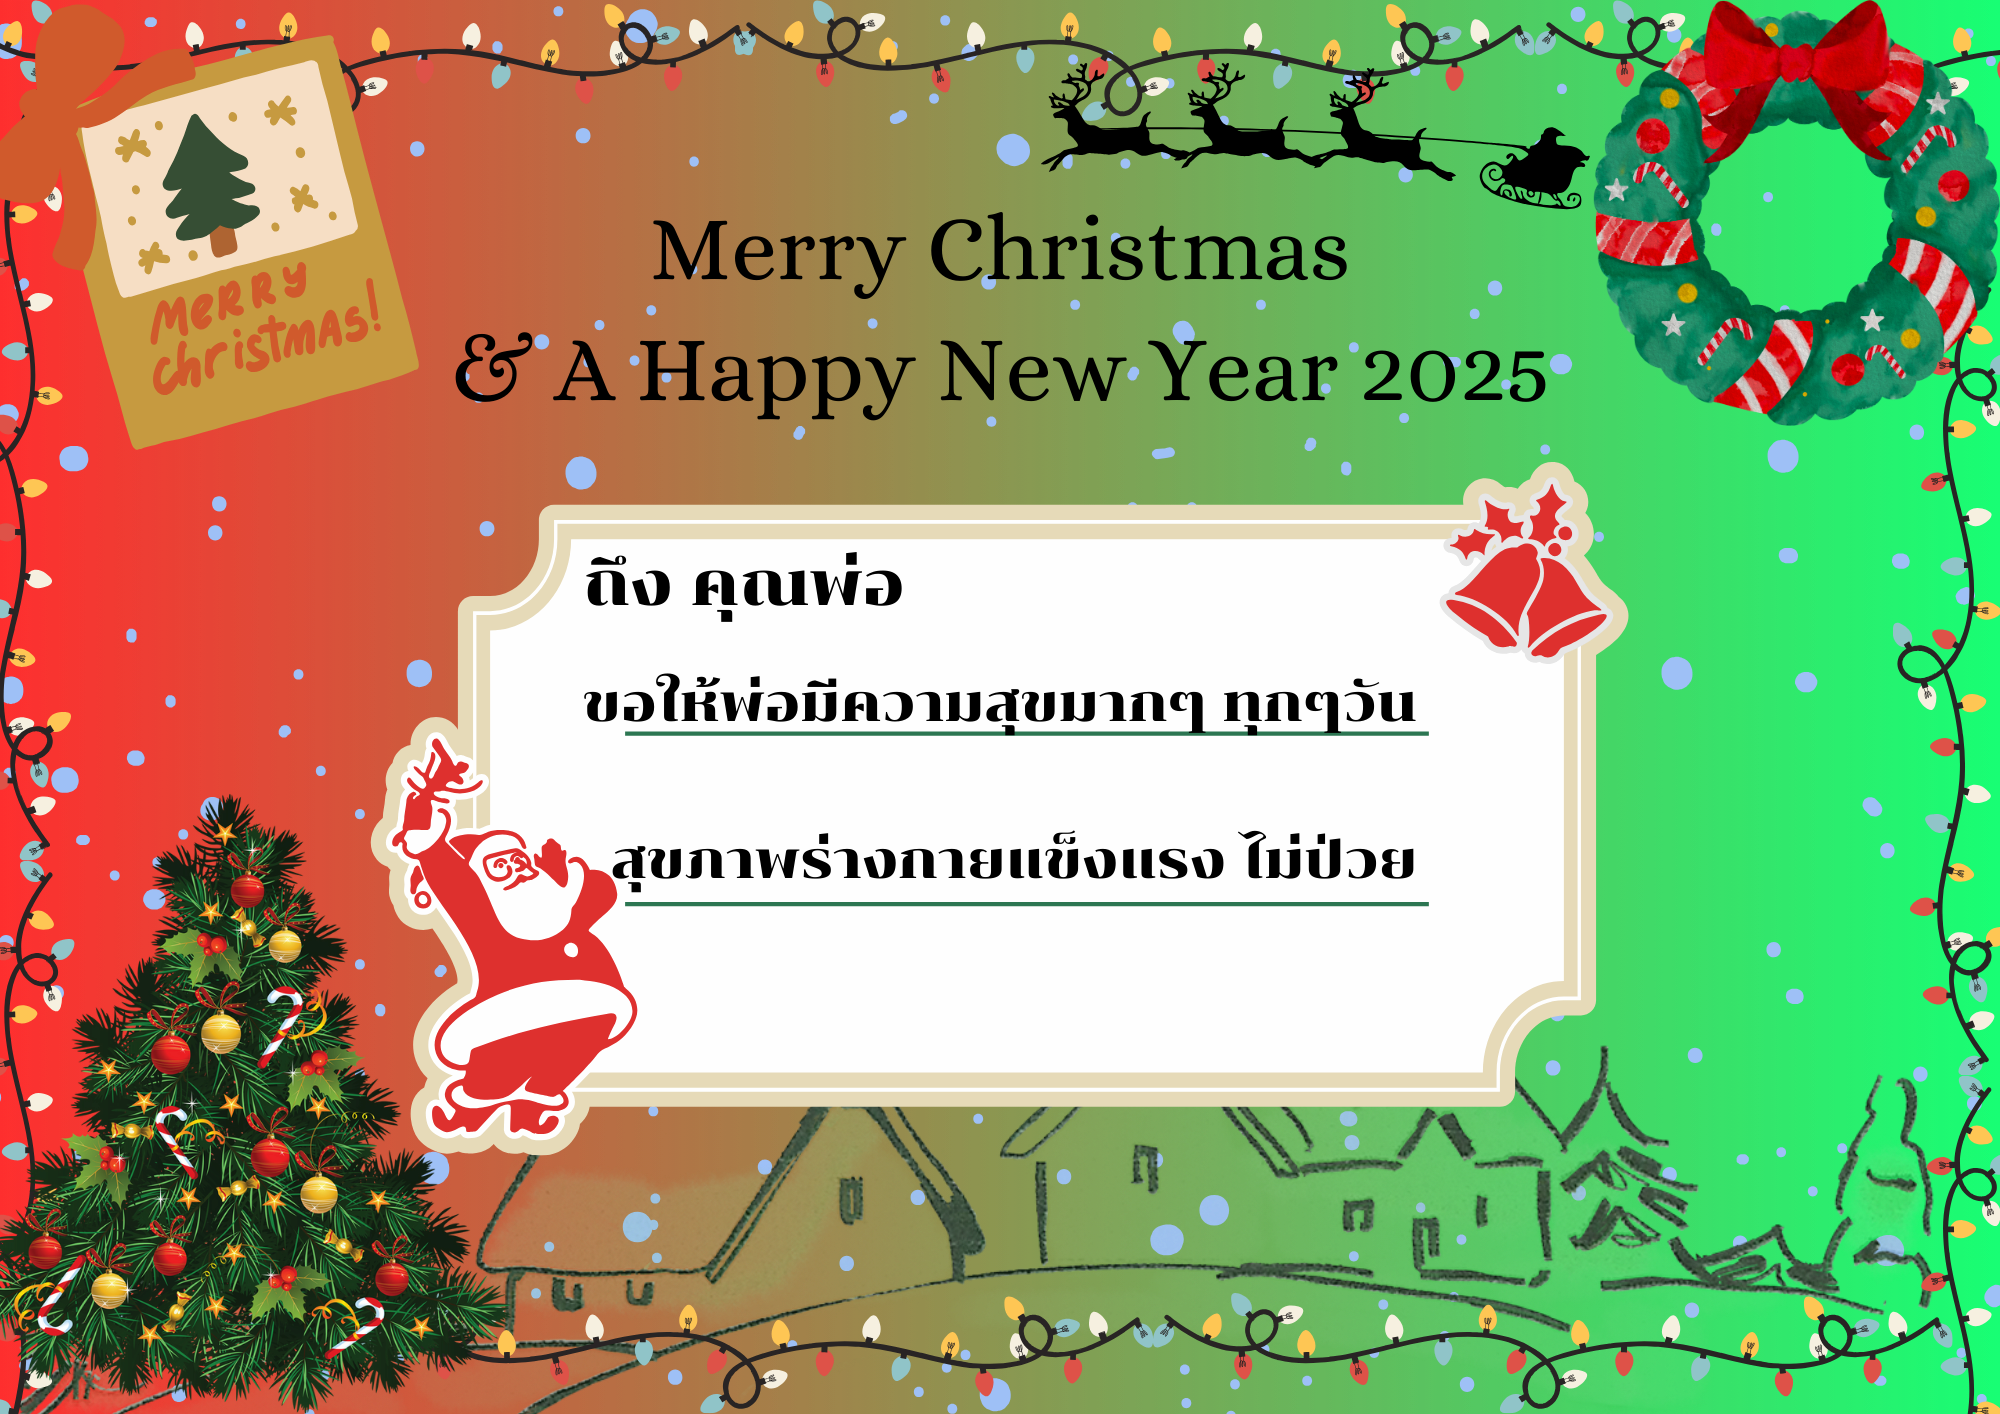 MERRY
christmas!
Merry Christmas
& A Happy New Year 2025
ถึง คุณพ่อ
ขอให้พ่อมีความสุขมากๆ ทุกๆวัน
สุขภาพร่างกายแข็งแรง ไม่ป่วย